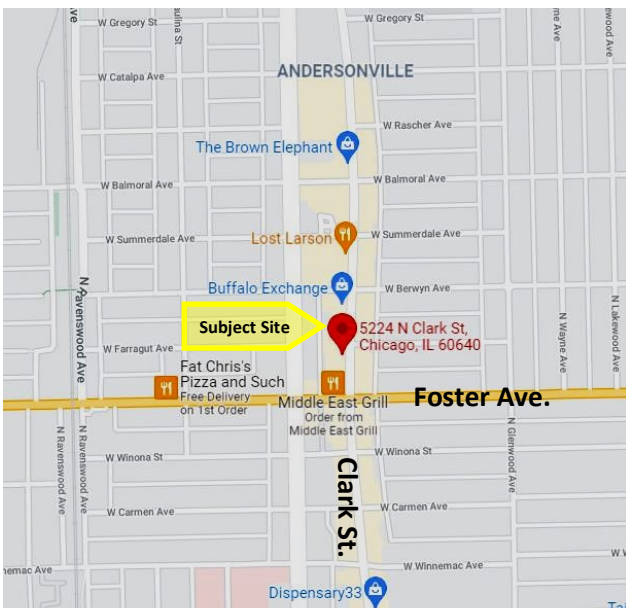 W Gregory St
W Gregory St
W Catalpa Ave
ANDERSONVILLE
W Rascher Ave
The Brown Elephant
W Balmoral Ave
W Balmoral Ave
W Summerdale Ave
Lost Larson
W Summerdale Ave
Buffalo Exchange
W Berwyn Ave
N Ravenswood Ave
Subject Site
5224 N Clark St,
Chicago, IL 60640
N Wayne Ave
N Lakewood Ave
W Farragut Ave
Fat Chris's
Pizza and Such
Free Delivery
on 1st Order
Middle East Grill
Order from
Middle East Grill
Foster Ave.
N Ravenswood Ave
N Ravenswood Ave
W Winona St
W Winona St
N Glenwood Ave
Clark St.
W Carmen Ave
W Carmen Ave
W Winnemac Ave
Dispensary33